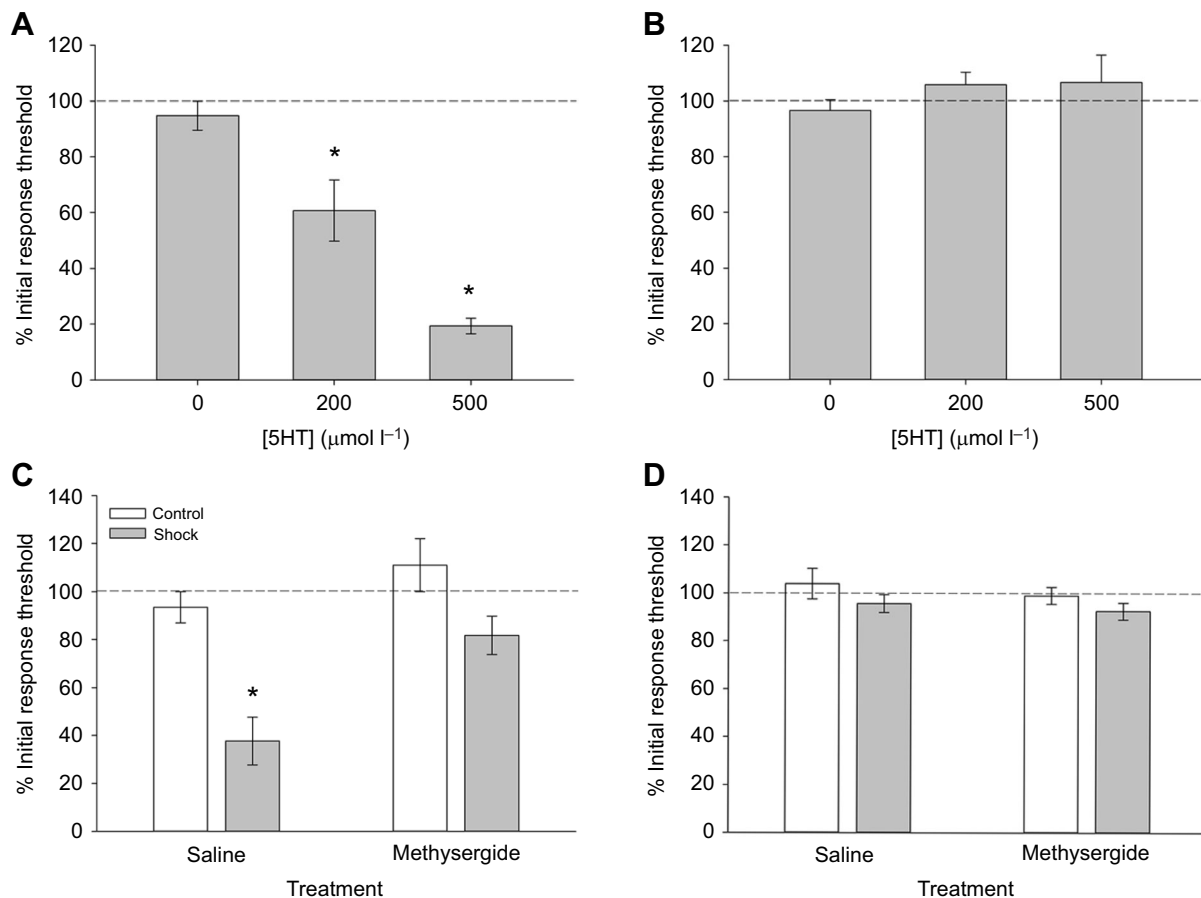 A
120
100
80
60
40
20
0
% Initial response threshold
*
*
0 200 500
[5HT] (μmol l⁻¹)
B
120
100
80
60
40
20
0
% Initial response threshold
0 200 500
[5HT] (μmol l⁻¹)
C
140
120
100
80
60
40
20
0
% Initial response threshold
Control
Shock
*
Saline Methysergide
Treatment
D
140
120
100
80
60
40
20
0
% Initial response threshold
Saline Methysergide
Treatment